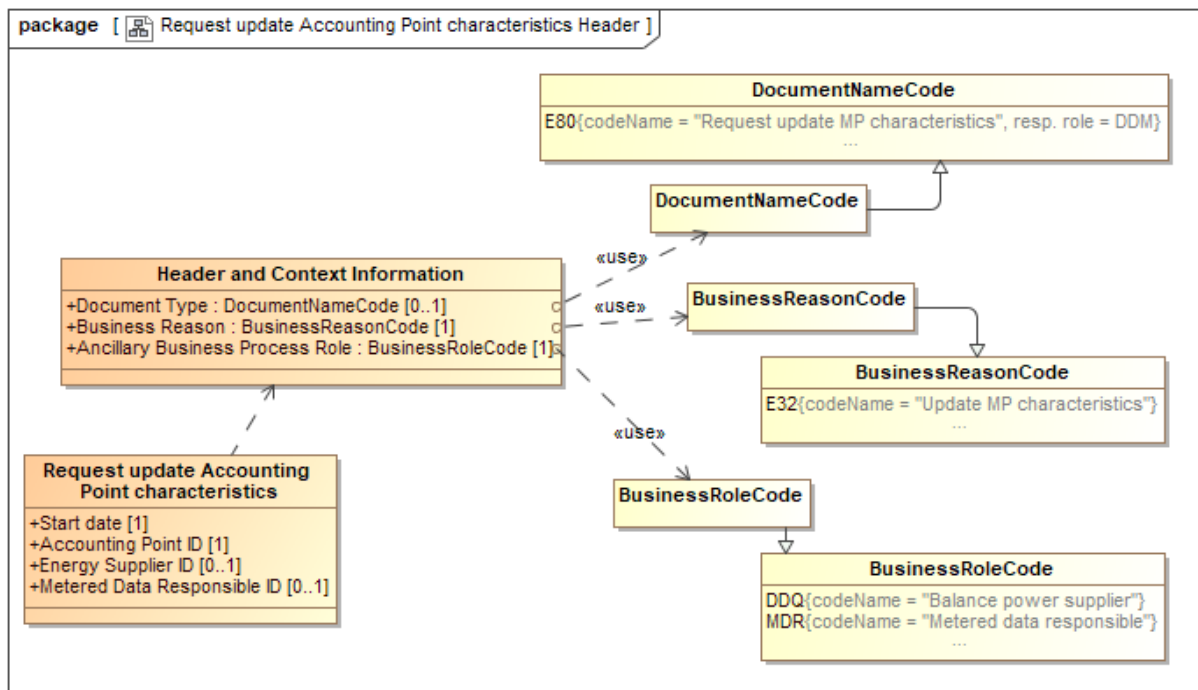 package [ Request update Accounting Point characteristics Header ]
DocumentNameCode
E80{codeName = "Request update MP characteristics", resp. role = DDM}
...
DocumentNameCode
«use»
Header and Context Information
+Document Type : DocumentNameCode [0..1]
+Business Reason : BusinessReasonCode [1]
+Ancillary Business Process Role : BusinessRoleCode [1]
«use»
BusinessReasonCode
BusinessReasonCode
E32{codeName = "Update MP characteristics"}
...
«use»
Request update Accounting
Point characteristics
+Start date [1]
+Accounting Point ID [1]
+Energy Supplier ID [0..1]
+Metered Data Responsible ID [0..1]
BusinessRoleCode
BusinessRoleCode
DDQ{codeName = "Balance power supplier"}
MDR{codeName = "Metered data responsible"}
...